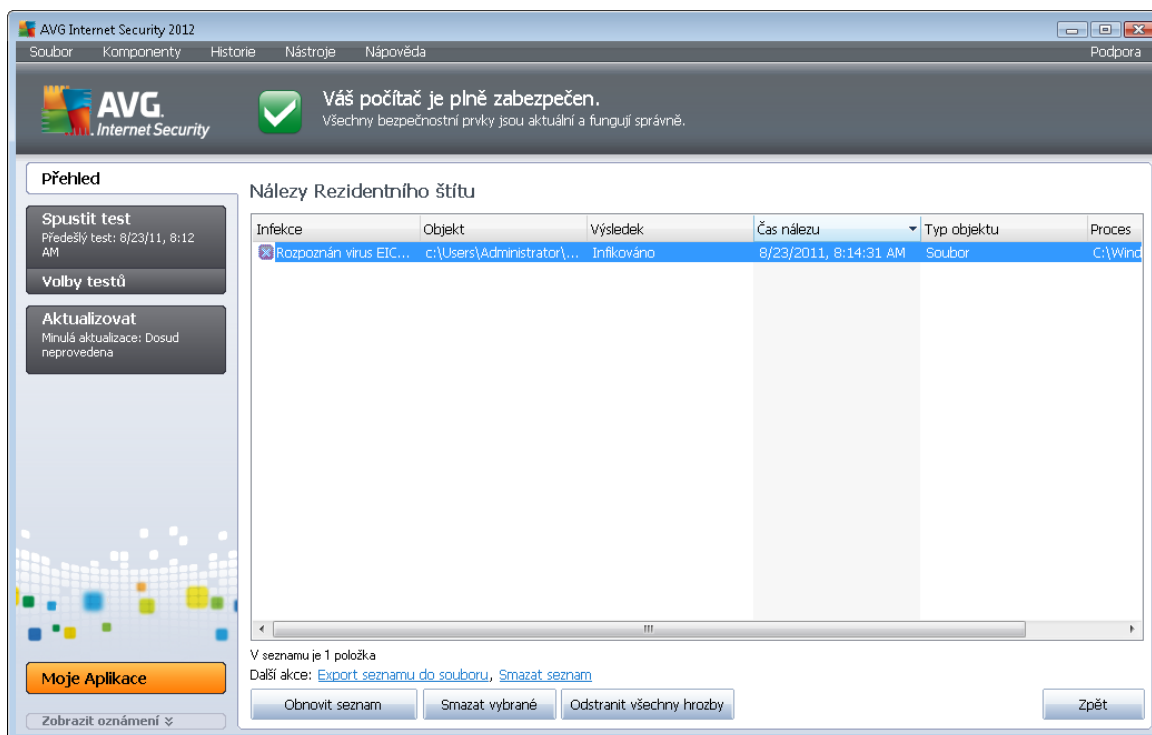 AVG Internet Security 2012
Soubor Komponenty Historie Nástroje Nápověda Podpora
AVG.
Internet Security
Váš počítač je plně zabezpečen.
Všechny bezpečnostní prvky jsou aktuální a fungují správně.
Přehled
Spustit test
Předešlý test: 8/23/11, 8:12
AM
Volby testů
Aktualizovat
Minulá aktualizace: Dosud
neprovedena
Moje Aplikace
Zobrazit oznámení
Nálezy Rezidentního štítu
Infekce Objekt Výsledek Čas nálezu Typ objektu Proces
Rozpoznán virus EIC... c:\Users\Administrator\... Infikováno 8/23/2011, 8:14:31 AM Soubor C:\Wind
V seznamu je 1 položka
Další akce: Export seznamu do souboru, Smazat seznam
Obnovit seznam Smazat vybrané Odstranit všechny hrozby Zpět